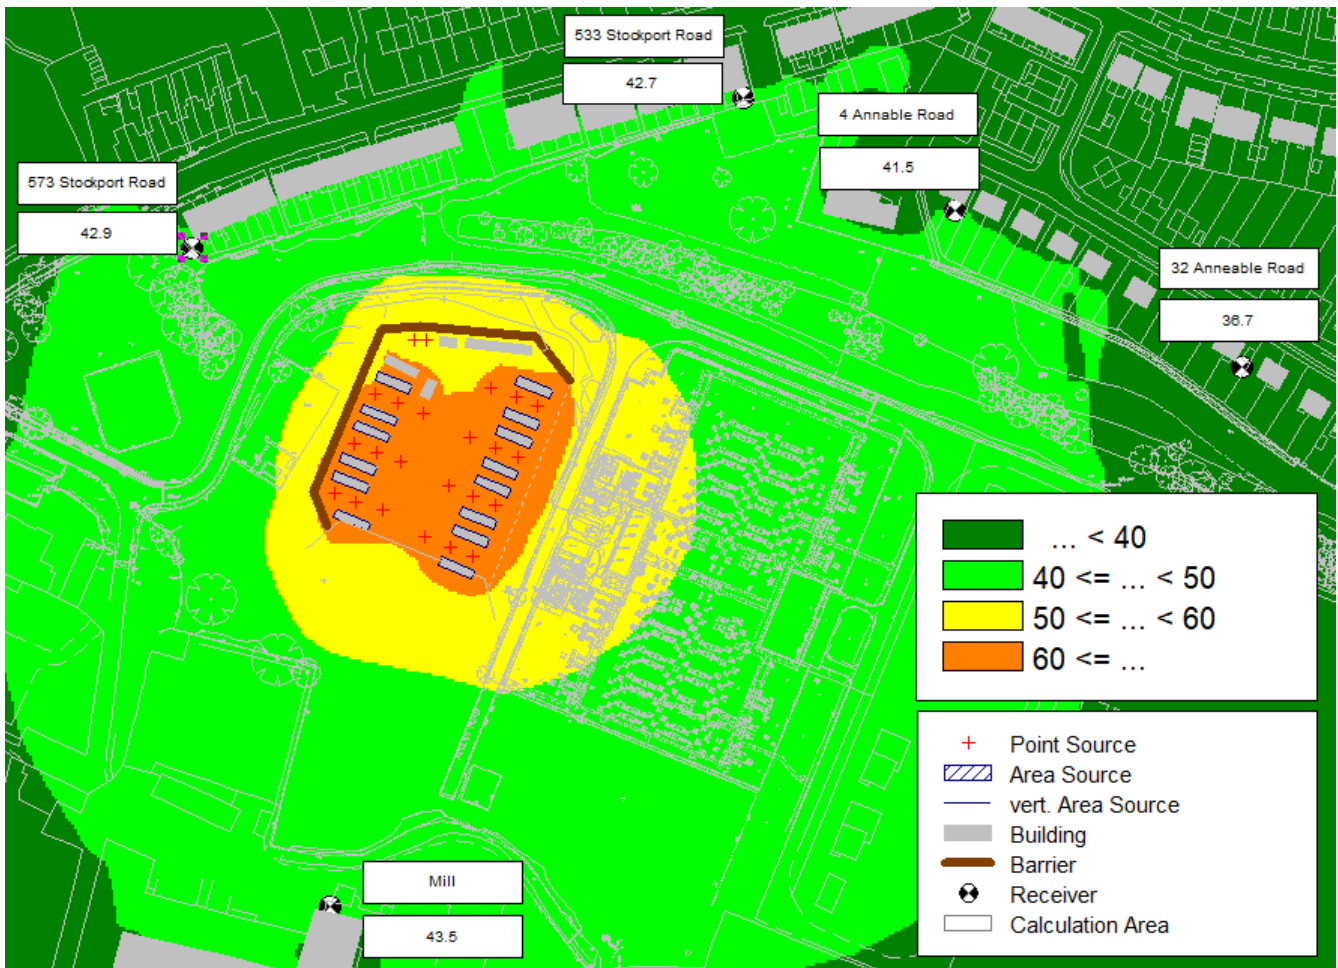 533 Stockport Road
42.7
4 Annable Road
41.5
573 Stockport Road
42.9
32 Anneable Road
36.7
... < 40
40 <= ... < 50
50 <= ... < 60
60 <= ...
Point Source
Area Source
vert. Area Source
Building
Barrier
Receiver
Calculation Area
Mill
43.5